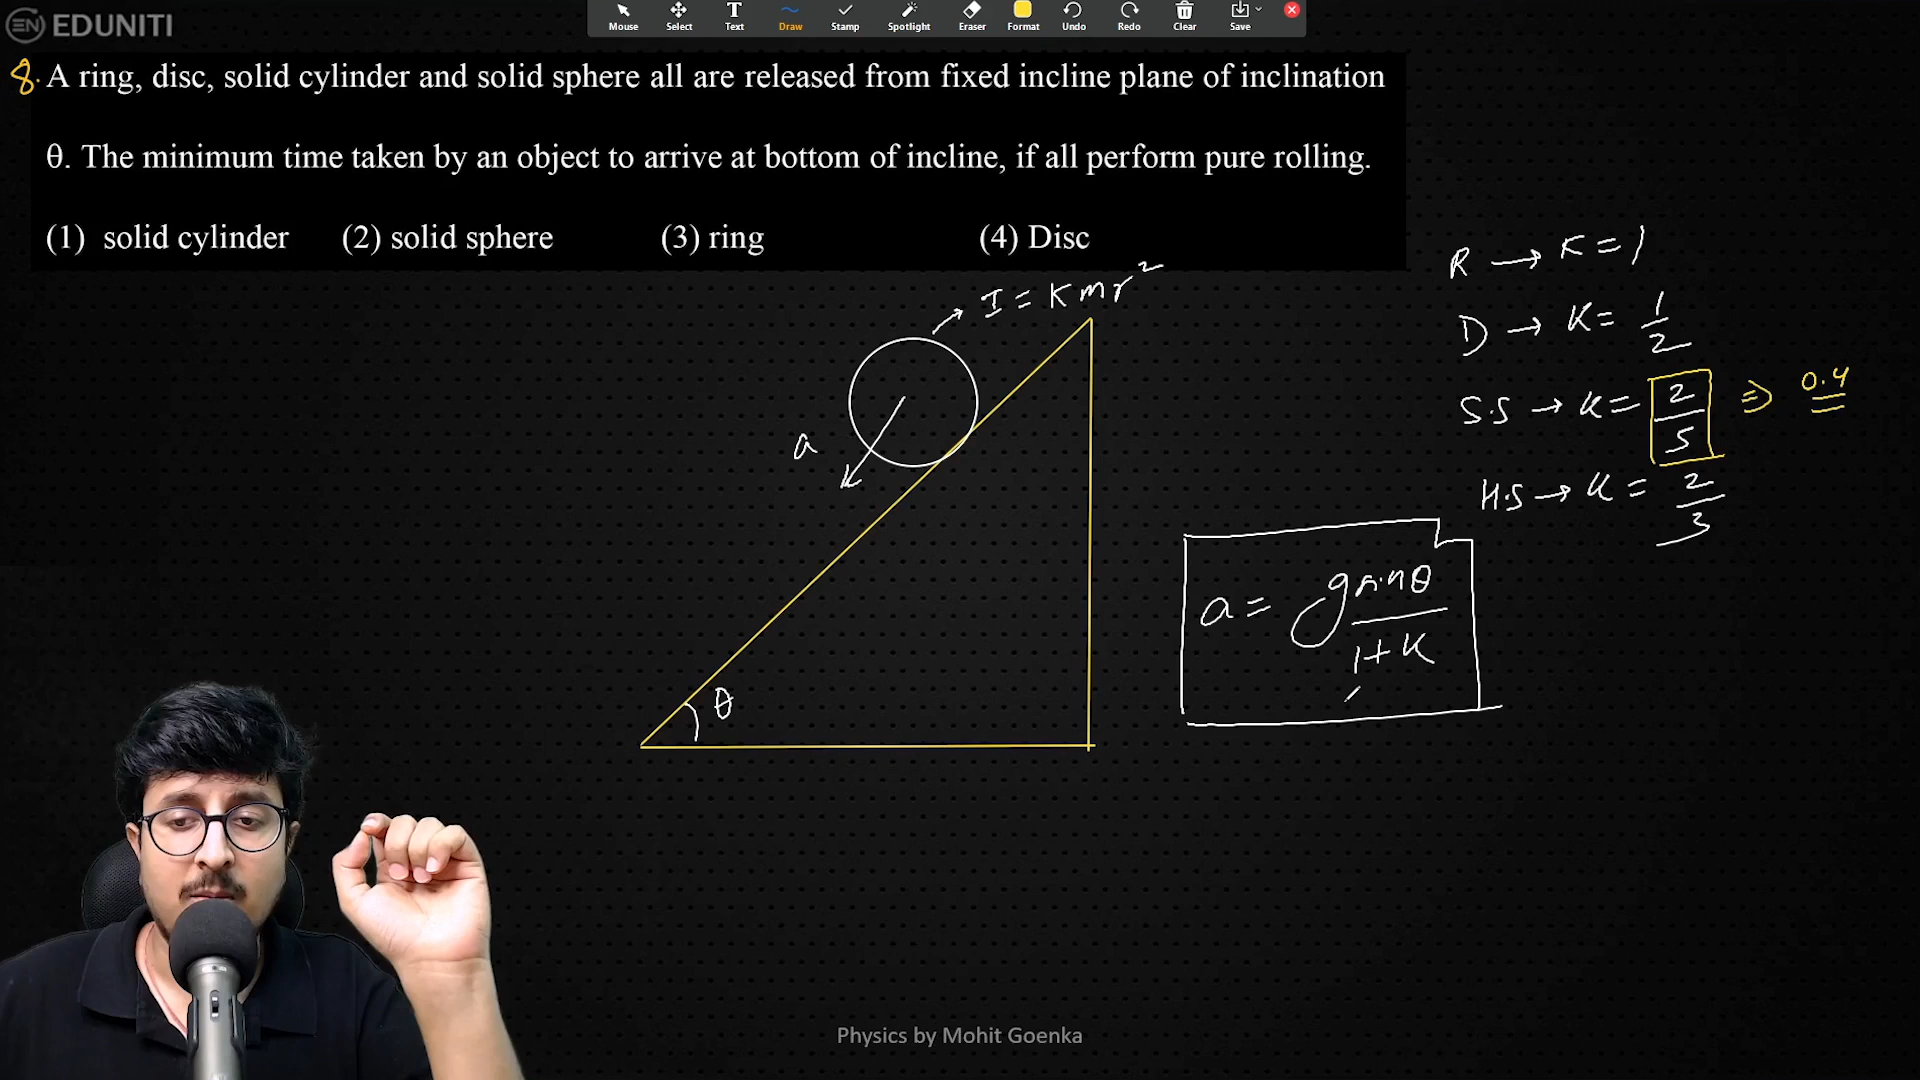 EN EDUNITI
Mouse Select Text Draw Stamp Spotlight Eraser Format Undo Redo Clear Save
8. A ring, disc, solid cylinder and solid sphere all are released from fixed incline plane of inclination
θ. The minimum time taken by an object to arrive at bottom of incline, if all perform pure rolling.
(1) solid cylinder (2) solid sphere (3) ring (4) Disc
R → K = 1
I = Kmr²
D → K = 1/2
S.S → K = 2/5 ⇒ 0.4
a
H.S → K = 2/3
a = g sinθ / 1+K
θ
Physics by Mohit Goenka